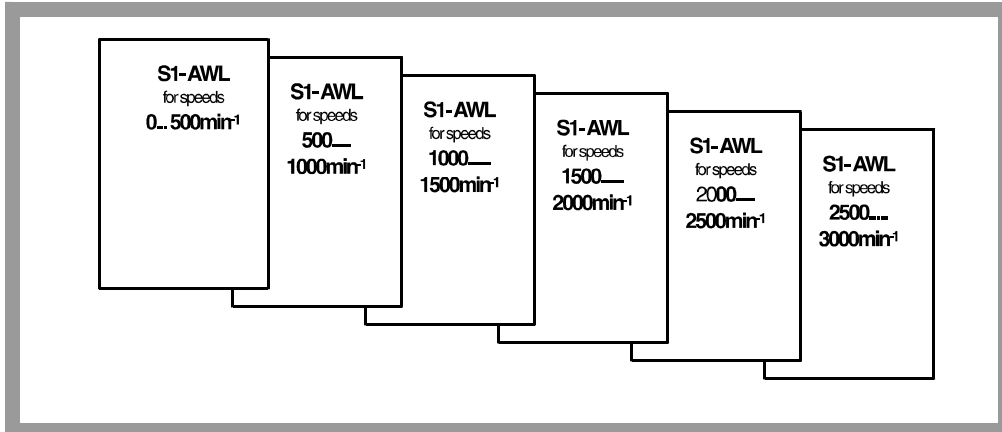 S1-AWL
for speeds
0... 500min-1
S1-AWL
for speeds
500....
1000min-1
S1-AWL
for speeds
1000....
1500min-1
S1-AWL
for speeds
1500....
2000min-1
S1-AWL
for speeds
2000....
2500min-1
S1-AWL
for speeds
2500....
3000min-1